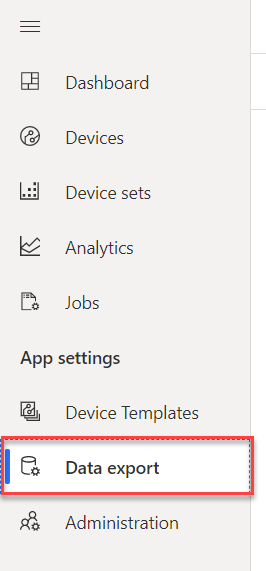 Dashboard
Devices
Device sets
Analytics
Jobs
App settings
Device Templates
Data export
Administration